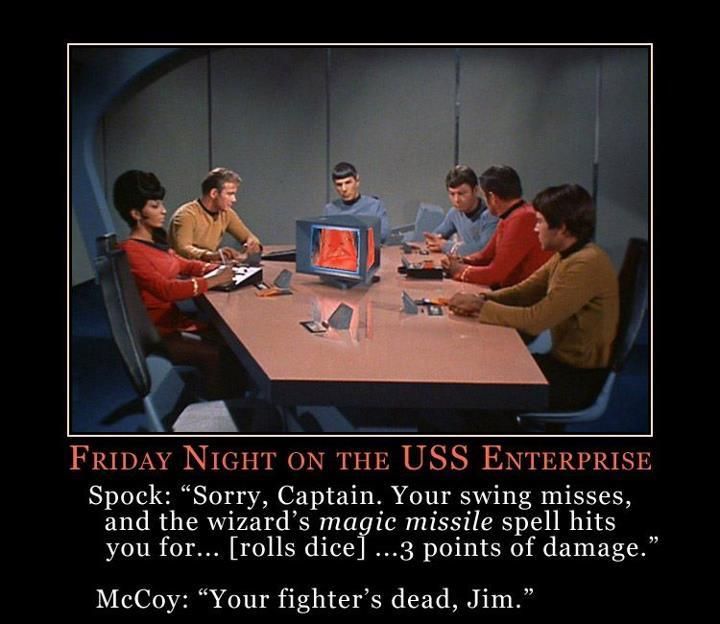 Friday Night on the USS Enterprise
Spock: “Sorry, Captain. Your swing misses,
and the wizard’s magic missile spell hits
you for... [rolls dice] ...3 points of damage.”
McCoy: “Your fighter’s dead, Jim.”